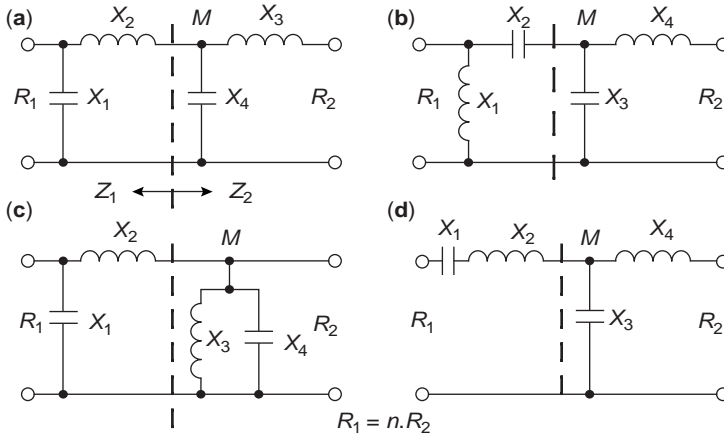 (a)
X2
M
X3
R1
X1
X4
R2
Z1
Z2
(b)
X2
M
X4
R1
X1
X3
R2
(c)
X2
M
R1
X1
X3
X4
R2
(d)
X1
X2
M
X4
R1
X3
R2
R1 = n.R2